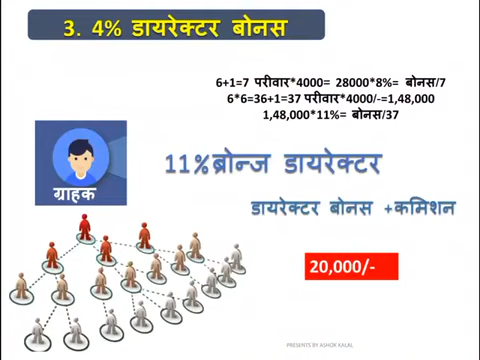 3. 4% डायरेक्टर बोनस
6+1=7 परीवार*4000= 28000*8%= बोनस/7
6*6=36+1=37 परीवार*4000/-=1,48,000
1,48,000*11%= बोनस/37
ग्राहक
11%ब्रोन्ज डायरेक्टर
डायरेक्टर बोनस +कमिशन
20,000/-
PRESENTS BY ASHOK KALAL